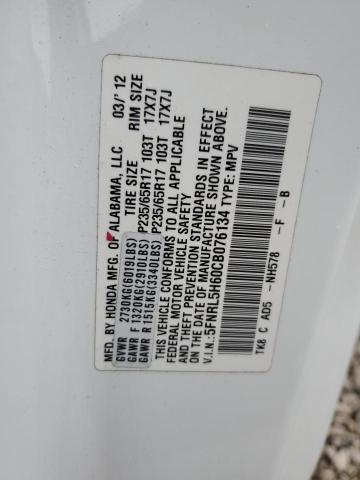 MFD. BY HONDA MFG. OF ALABAMA, LLC 03/'12
GVWR 2730KG(6019LBS) TIRE SIZE RIM SIZE
GAWR F 1320KG(2910LBS) P235/65R17 103T 17X7J
GAWR R 1515KG(3340LBS) P235/65R17 103T 17X7J
THIS VEHICLE CONFORMS TO ALL APPLICABLE
FEDERAL MOTOR VEHICLE SAFETY
AND THEFT PREVENTION STANDARDS IN EFFECT
ON THE DATE OF MANUFACTURE SHOWN ABOVE.
V.I.N.: 5FNRL5H60CB076134 TYPE: MPV
TK8 C AD5 -NH578 -F -B